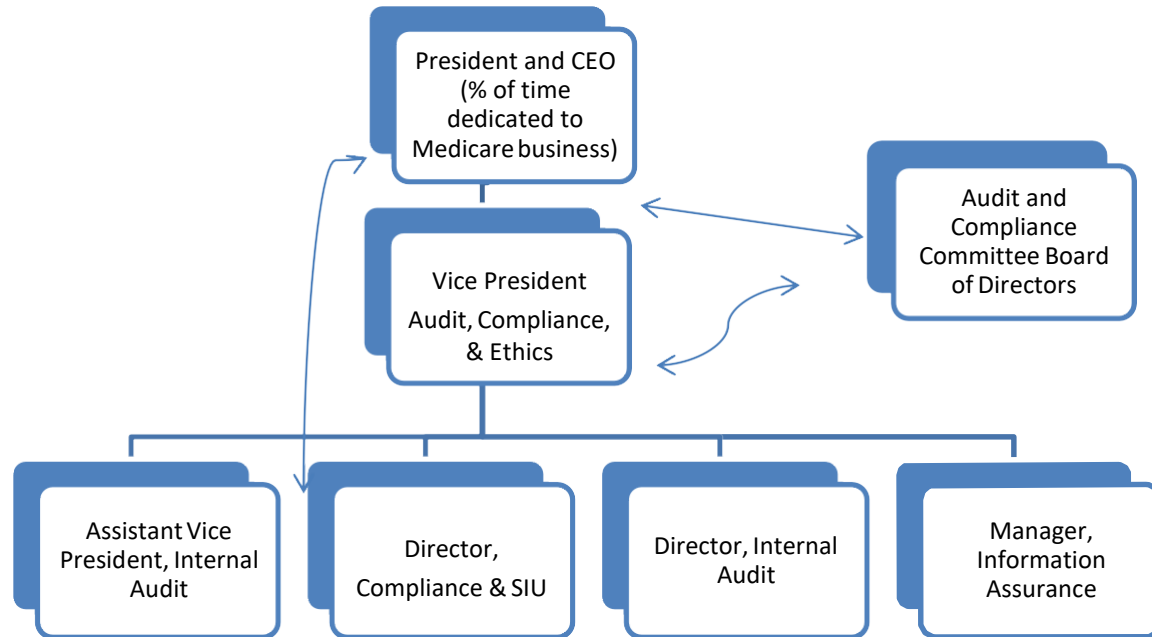 President and CEO
(% of time
dedicated to
Medicare business)
Audit and
Compliance
Committee Board
of Directors
Vice President
Audit, Compliance,
& Ethics
Assistant Vice
President, Internal
Audit
Director,
Compliance & SIU
Director, Internal
Audit
Manager,
Information
Assurance